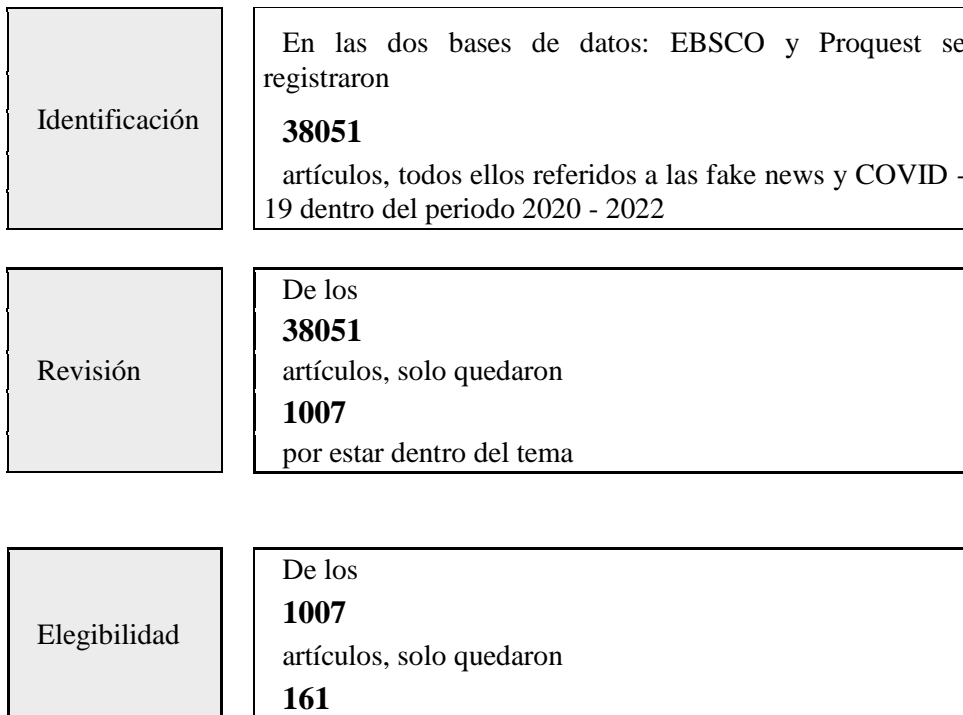 Identificación
En las dos bases de datos: EBSCO y Proquest se
registraron
38051
artículos, todos ellos referidos a las fake news y COVID -
19 dentro del periodo 2020 - 2022
Revisión
De los
38051
artículos, solo quedaron
1007
por estar dentro del tema
Elegibilidad
De los
1007
artículos, solo quedaron
161